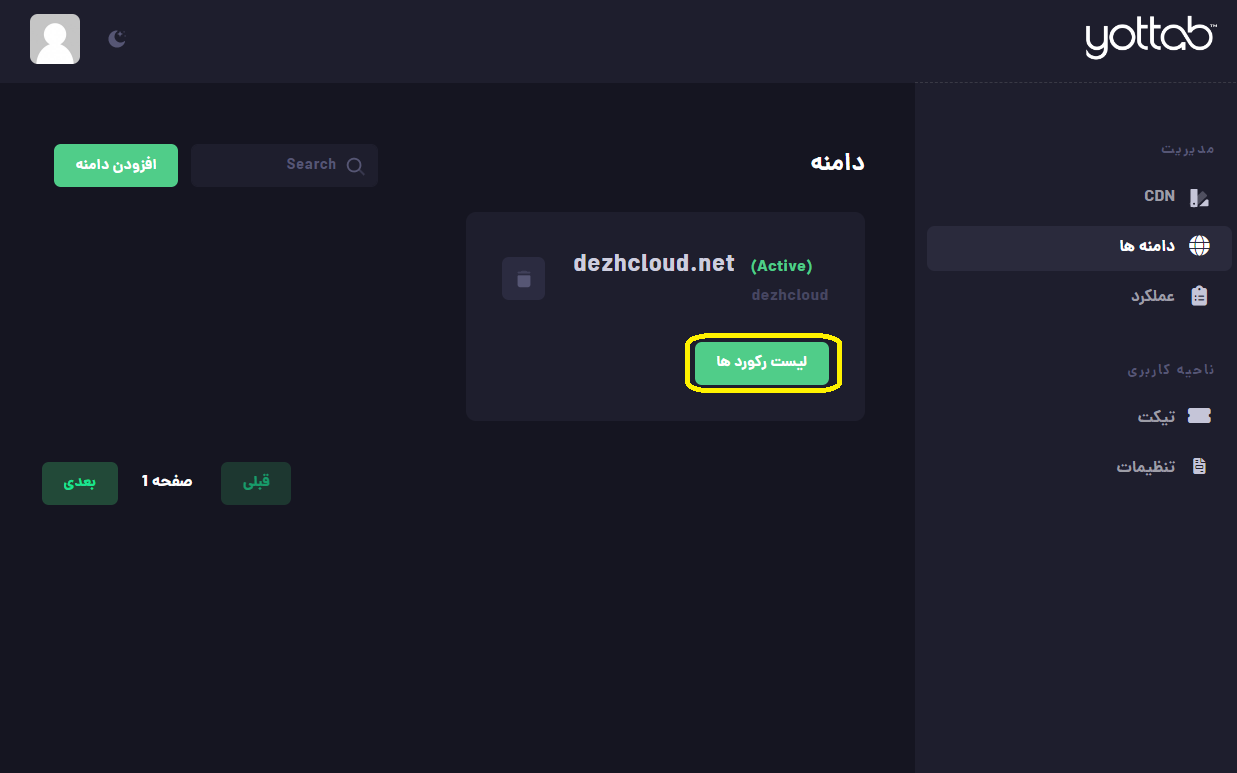 yottab™
مدیریت
CDN
دامنه ها
عملکرد
ناحیه کاربری
تیکت
تنظیمات
دامنه
Search
افزودن دامنه
dezhcloud.net (Active)
dezhcloud
لیست رکورد ها
قبلی
صفحه 1
بعدی